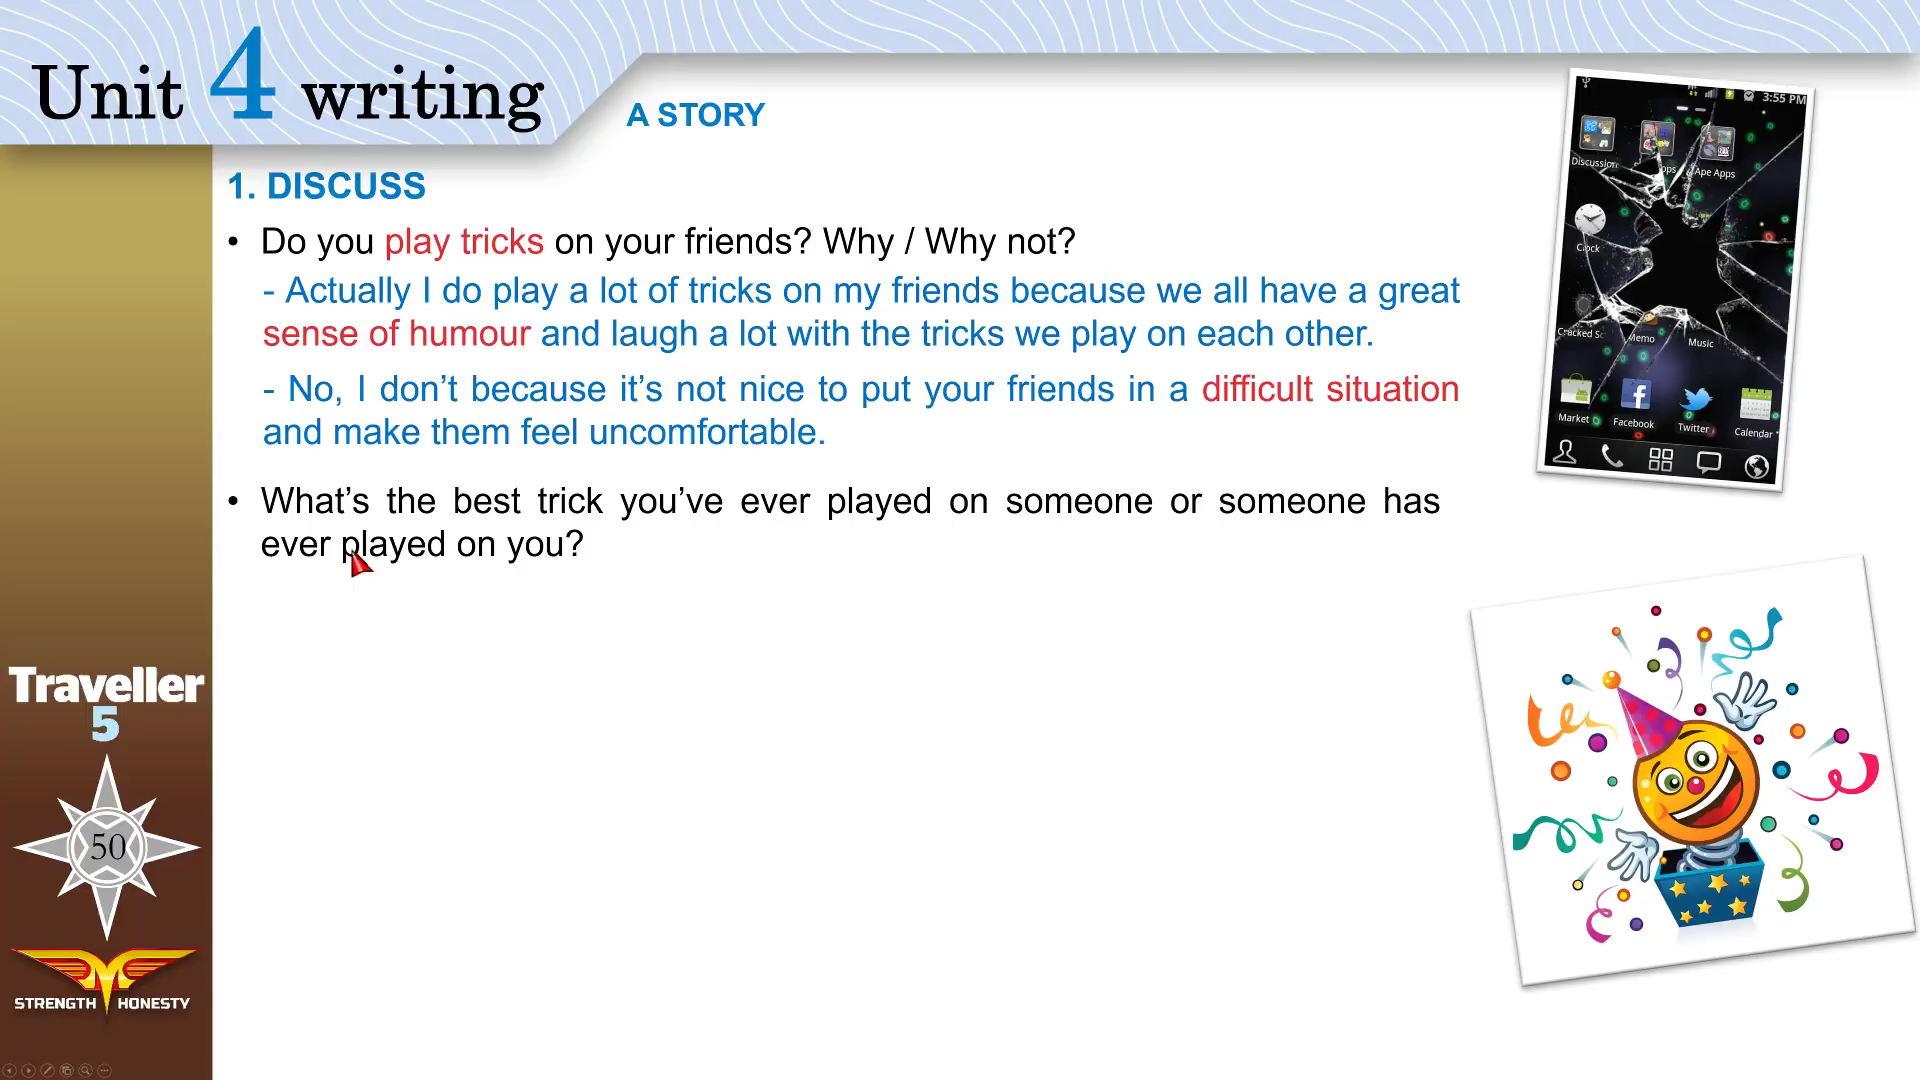 Unit 4 writing
A STORY
1. DISCUSS
• Do you play tricks on your friends? Why / Why not?
- Actually I do play a lot of tricks on my friends because we all have a great
sense of humour and laugh a lot with the tricks we play on each other.
- No, I don’t because it’s not nice to put your friends in a difficult situation
and make them feel uncomfortable.
• What’s the best trick you’ve ever played on someone or someone has
ever played on you?
Traveller
5
50
STRENGTH HONESTY
3:55 PM
Discussion
Ape Apps
Clock
Memo
Music
Market
Facebook
Twitter
Calendar